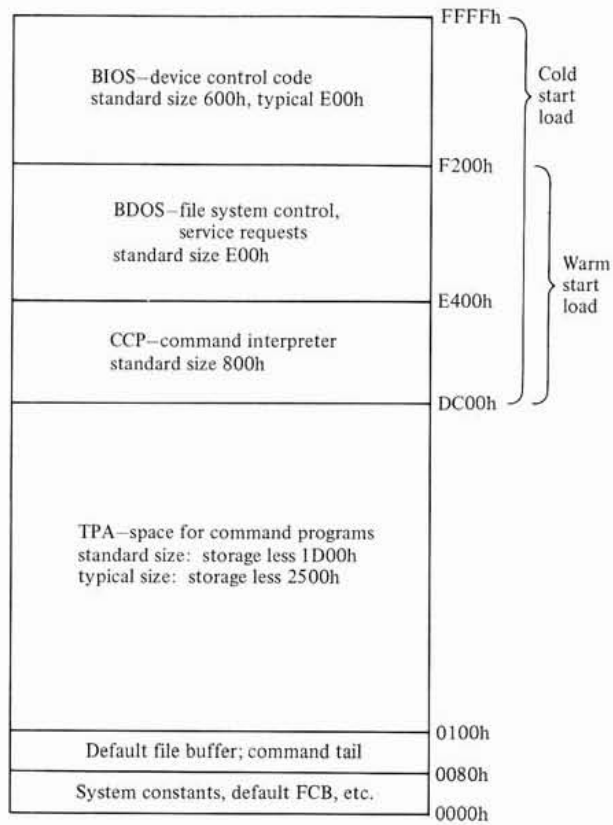 FFFFh
BIOS–device control code
standard size 600h, typical E00h
Cold
start
load
F200h
BDOS–file system control,
service requests
standard size E00h
Warm
start
load
E400h
CCP–command interpreter
standard size 800h
DC00h
TPA–space for command programs
standard size: storage less 1D00h
typical size: storage less 2500h
0100h
Default file buffer; command tail
0080h
System constants, default FCB, etc.
0000h